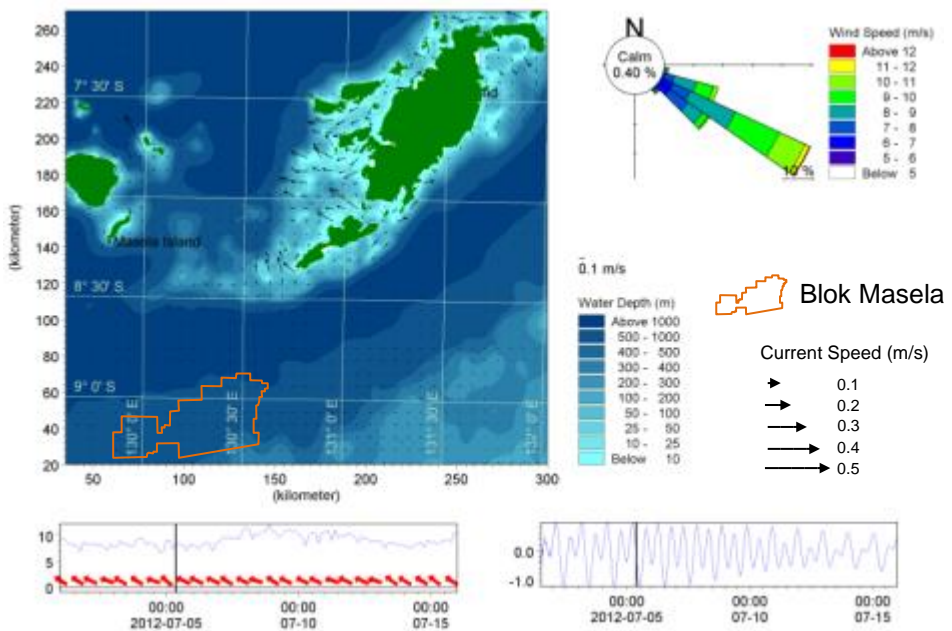 260
240
220
200
180
160
140
120
100
80
60
40
20
(kilometer)
7° 30' S
8° 30' S
9° 0' S
Masela Island
130° 0' E
130° 30' E
131° 0' E
131° 30' E
132° 0' E
50 100 150 200 250 300
(kilometer)
N
Calm
0.40 %
10 %
Wind Speed (m/s)
Above 12
11 - 12
10 - 11
9 - 10
8 - 9
7 - 8
6 - 7
5 - 6
Below 5
0.1 m/s
Water Depth (m)
Above 1000
500 - 1000
400 - 500
300 - 400
200 - 300
100 - 200
50 - 100
25 - 50
10 - 25
Below 10
Blok Masela
Current Speed (m/s)
0.1
0.2
0.3
0.4
0.5
10
5
0
00:00 00:00 00:00
2012-07-05 07-10 07-15
0.0
-1.0
00:00 00:00 00:00
2012-07-05 07-10 07-15